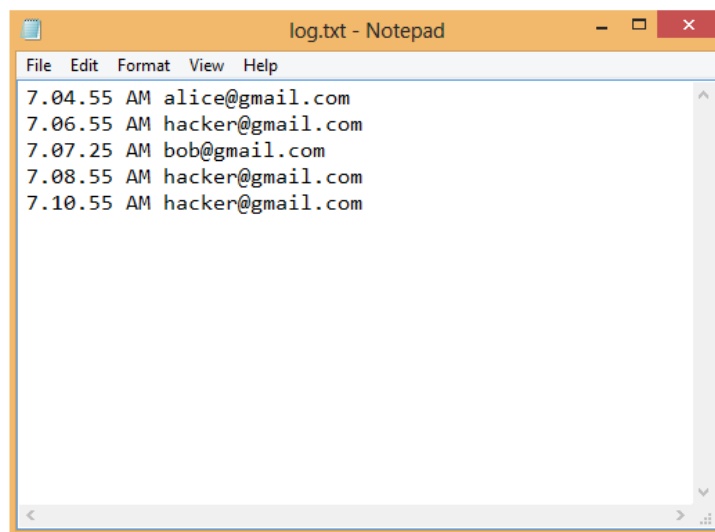 log.txt - Notepad
File Edit Format View Help
7.04.55 AM alice@gmail.com
7.06.55 AM hacker@gmail.com
7.07.25 AM bob@gmail.com
7.08.55 AM hacker@gmail.com
7.10.55 AM hacker@gmail.com